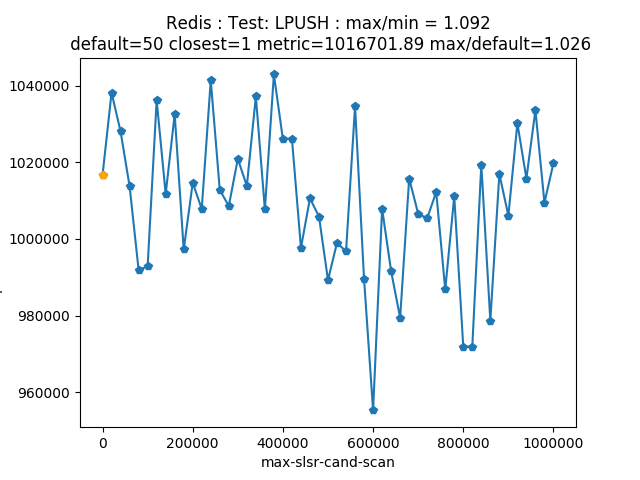 Redis : Test: LPUSH : max/min = 1.092
default=50 closest=1 metric=1016701.89 max/default=1.026
1040000
1020000
1000000
980000
960000
0 200000 400000 600000 800000 1000000
max-slsr-cand-scan